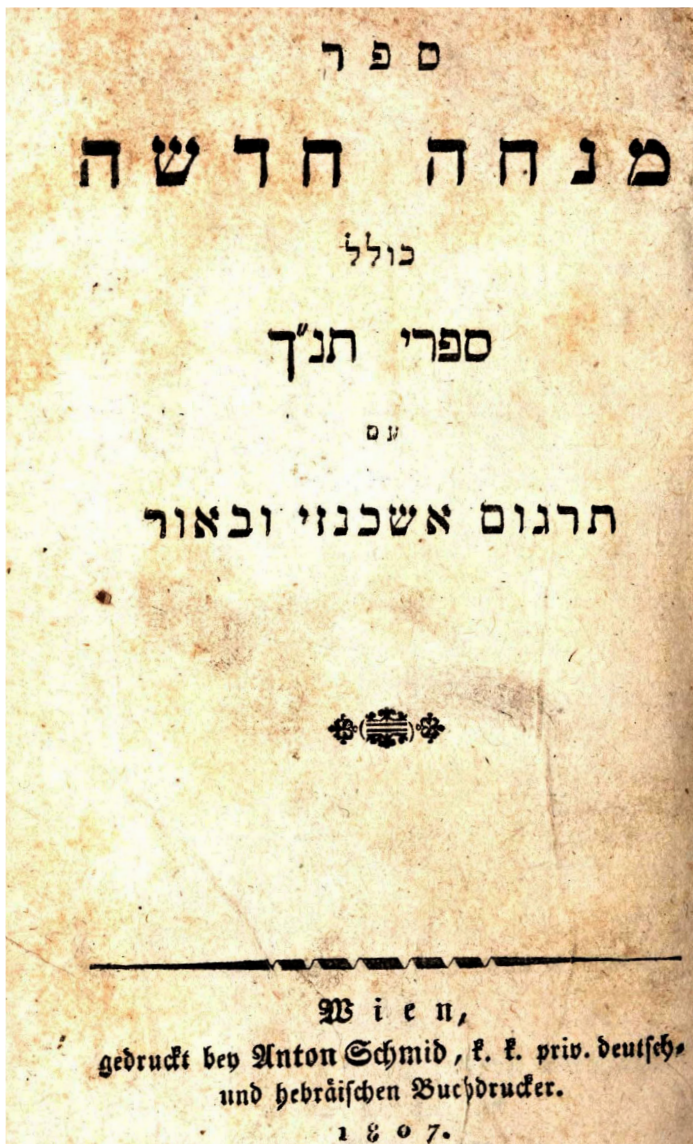 ספר
מנחה חדשה
כולל
ספרי תנ״ך
עם
תרגום אשכנזי ובאור
Wien,
gedruckt bey Anton Schmid, k. k. priv. deutsch-
und hebräischen Buchdrucker.
1807.